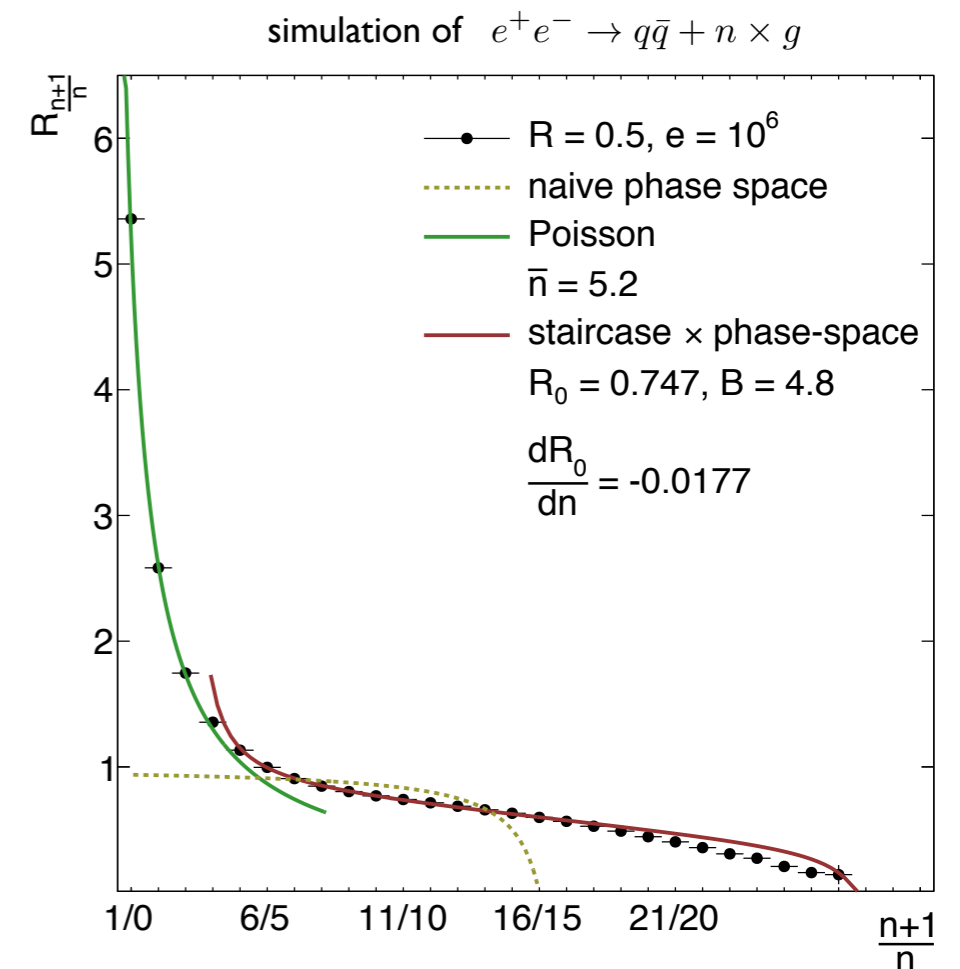 simulation of e⁺e⁻ → qq̄ + n × g
R n+1/n
6
5
4
3
2
1
R = 0.5, e = 10⁶
naive phase space
Poisson
n̄ = 5.2
staircase × phase-space
R₀ = 0.747, B = 4.8
dR₀/dn = -0.0177
1/0 6/5 11/10 16/15 21/20
n+1/n